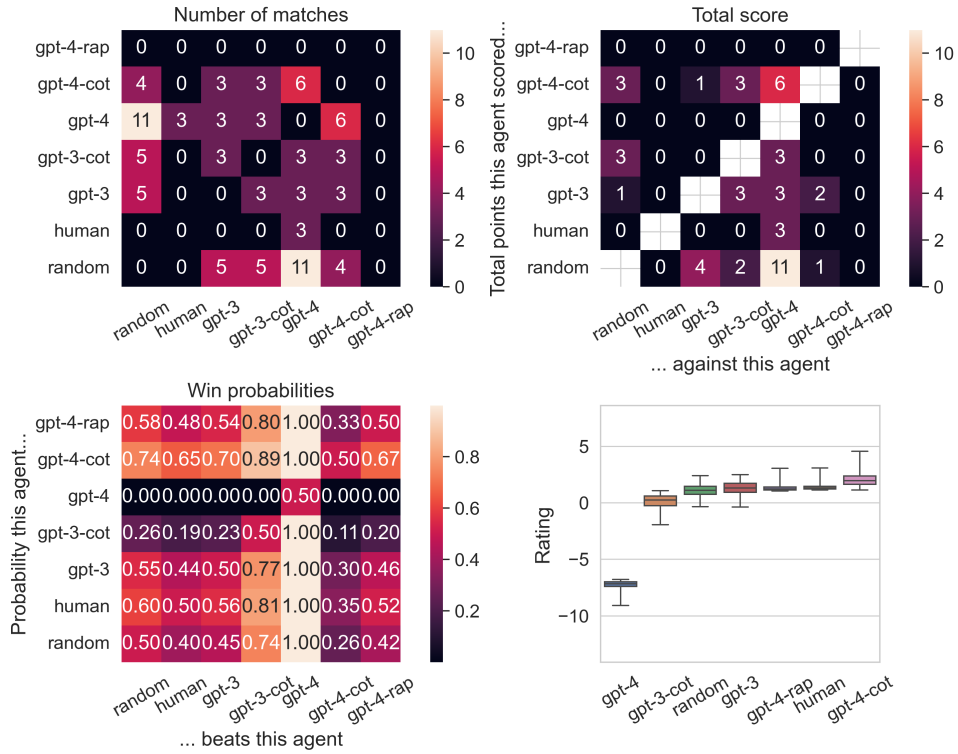 Number of matches
gpt-4-rap 0 0 0 0 0 0 0
gpt-4-cot 4 0 3 3 6 0 0
gpt-4 11 3 3 3 0 6 0
gpt-3-cot 5 0 3 0 3 3 0
gpt-3 5 0 0 3 3 3 0
human 0 0 0 0 3 0 0
random 0 0 5 5 11 4 0
random human gpt-3 gpt-3-cot gpt-4 gpt-4-cot gpt-4-rap
10
8
6
4
2
0
Total score
Total points this agent scored...
gpt-4-rap 0 0 0 0 0 0
gpt-4-cot 3 0 1 3 6 0
gpt-4 0 0 0 0 0 0
gpt-3-cot 3 0 0 3 0 0
gpt-3 1 0 3 3 2 0
human 0 0 0 3 0 0
random 0 4 2 11 1 0
random human gpt-3 gpt-3-cot gpt-4 gpt-4-cot gpt-4-rap
... against this agent
10
8
6
4
2
0
Win probabilities
Probability this agent...
gpt-4-rap 0.58 0.48 0.54 0.80 1.00 0.33 0.50
gpt-4-cot 0.74 0.65 0.70 0.89 1.00 0.50 0.67
gpt-4 0.00 0.00 0.00 0.00 0.50 0.00 0.00
gpt-3-cot 0.26 0.19 0.23 0.50 1.00 0.11 0.20
gpt-3 0.55 0.44 0.50 0.77 1.00 0.30 0.46
human 0.60 0.50 0.56 0.81 1.00 0.35 0.52
random 0.50 0.40 0.45 0.74 1.00 0.26 0.42
random human gpt-3 gpt-3-cot gpt-4 gpt-4-cot gpt-4-rap
... beats this agent
0.8
0.6
0.4
0.2
Rating
5
0
−5
−10
gpt-4 gpt-3-cot random gpt-3 gpt-4-rap human gpt-4-cot